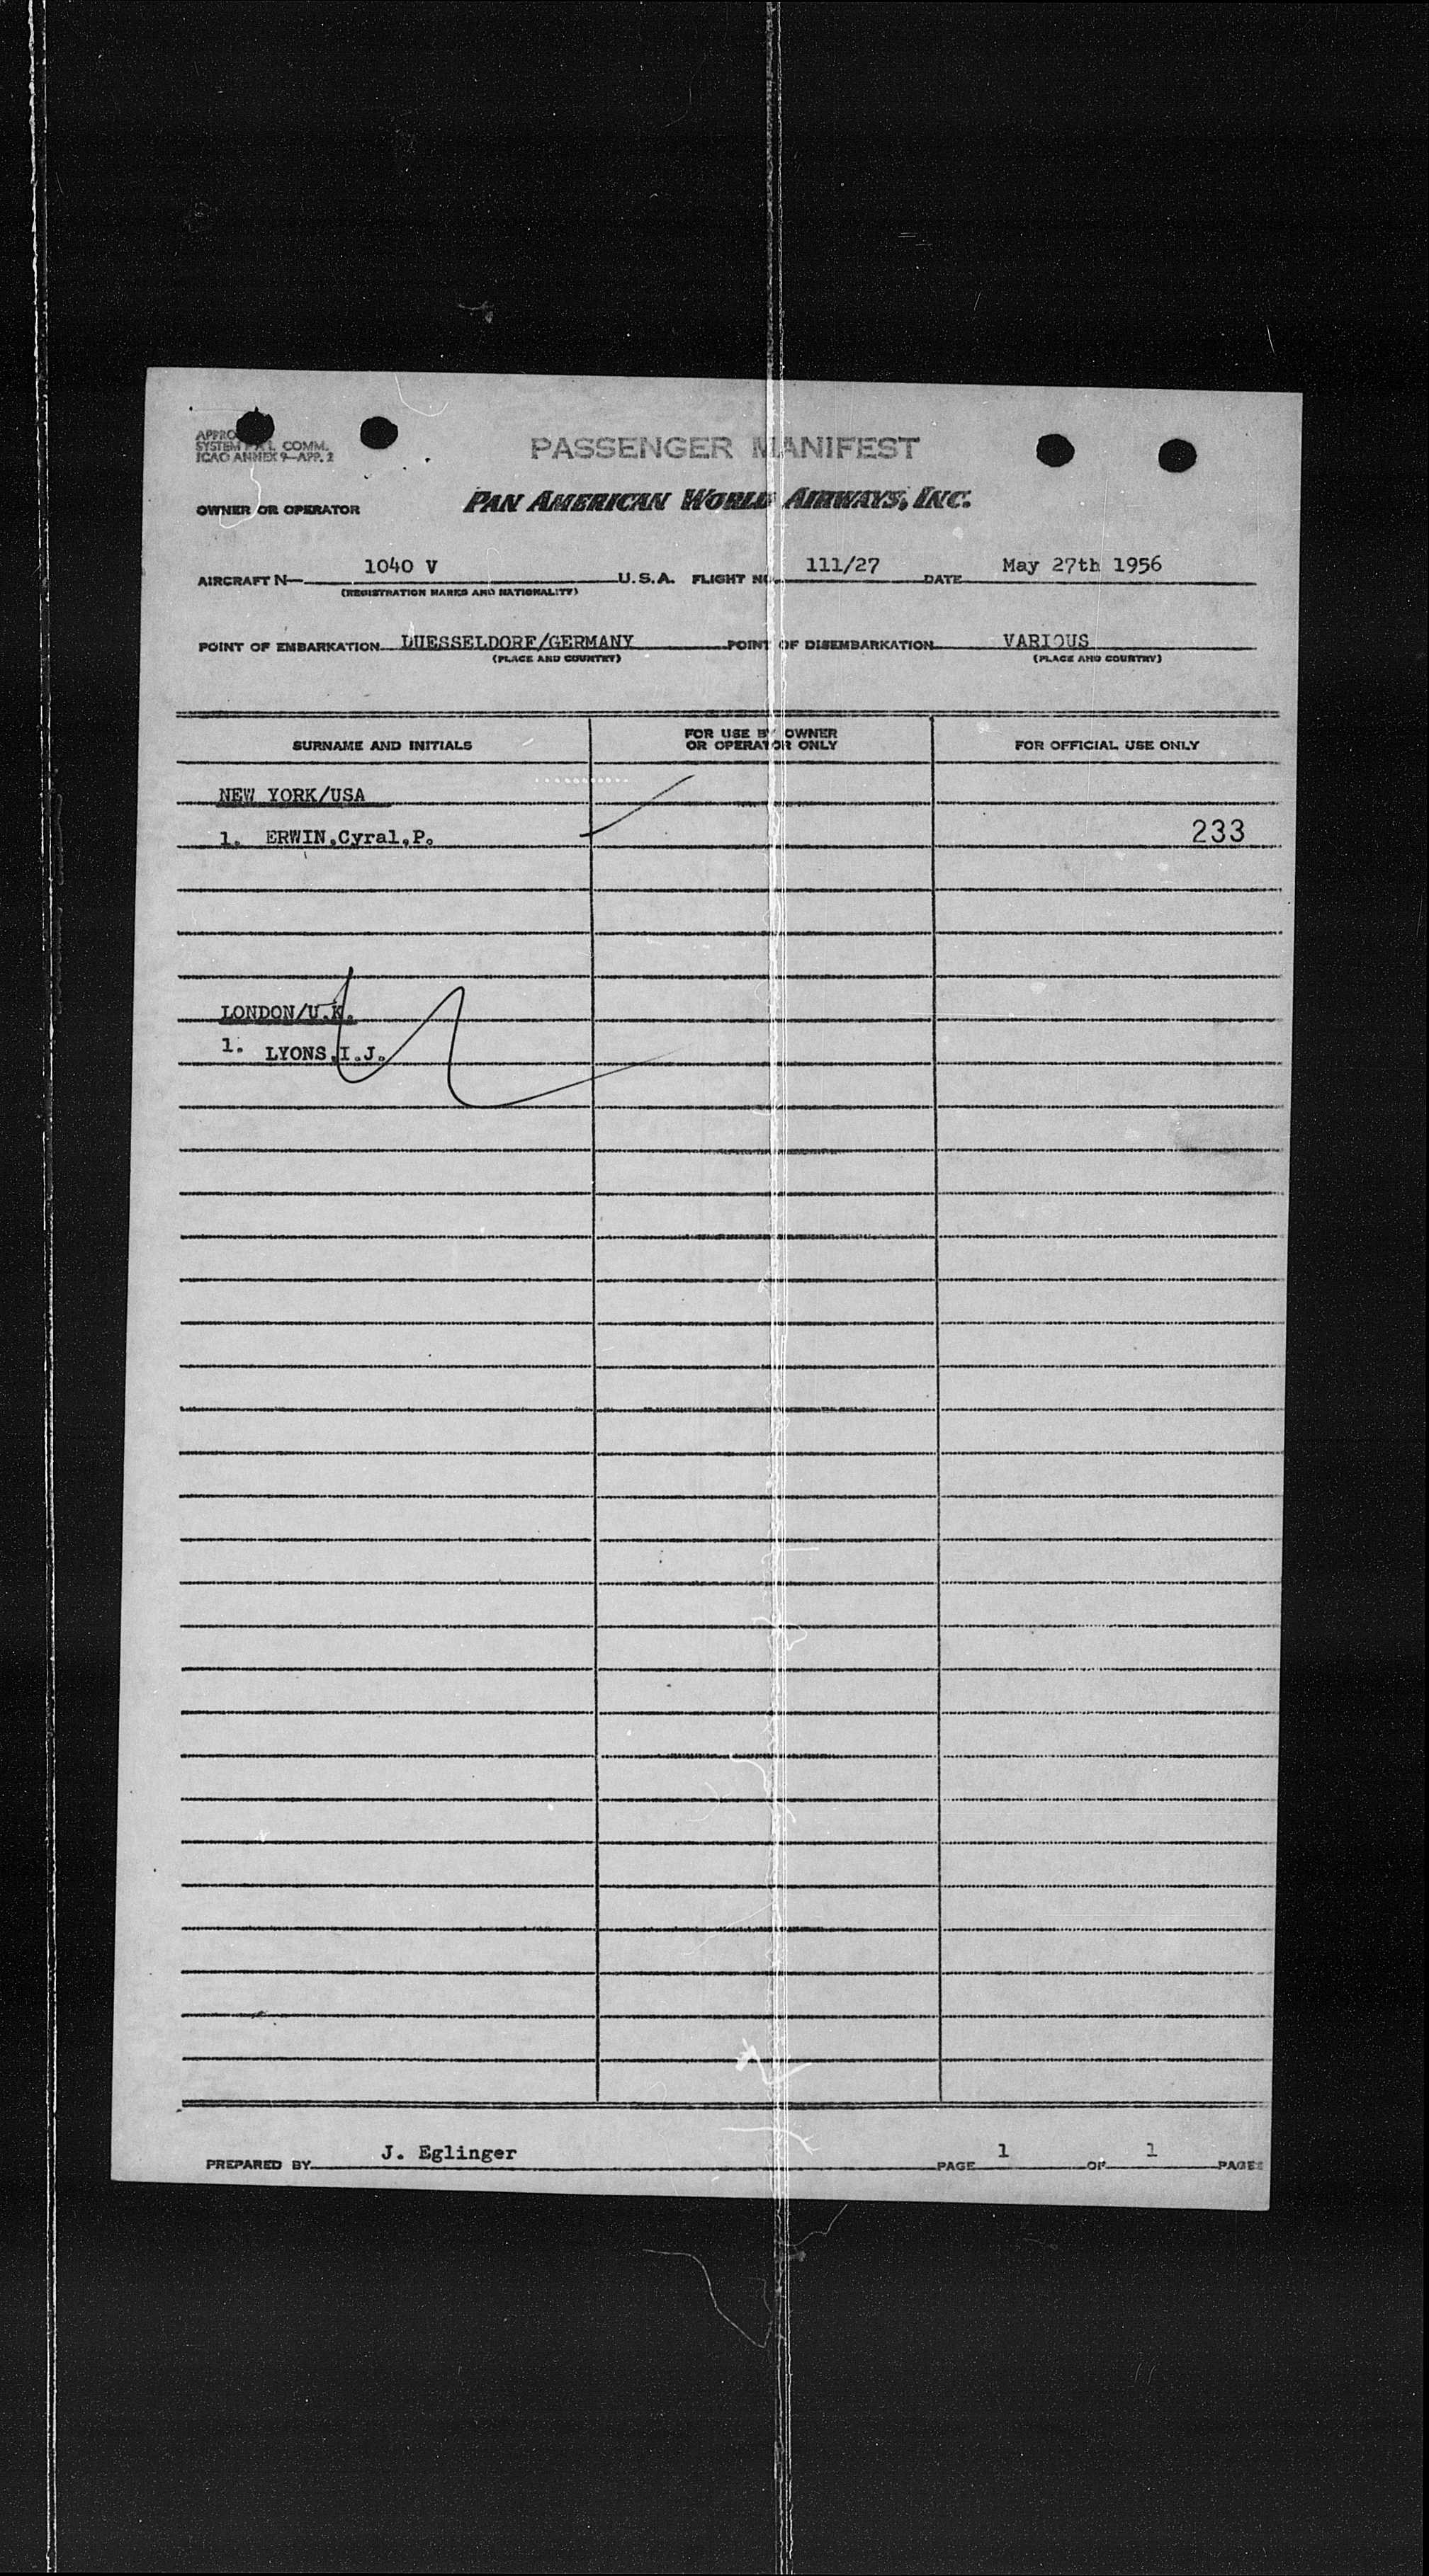 SYSTEM COMM.
ICAO ANNEX 9—APP. 2
PASSENGER MANIFEST
OWNER OR OPERATOR PAN AMERICAN WORLD AIRWAYS, INC.
AIRCRAFT N— 1040 V U.S.A. FLIGHT NO. 111/27 DATE May 27th 1956
(REGISTRATION MARKS AND NATIONALITY)
POINT OF EMBARKATION DUESSELDORF/GERMANY POINT OF DISEMBARKATION VARIOUS
(PLACE AND COUNTRY) (PLACE AND COUNTRY)
SURNAME AND INITIALS FOR USE BY OWNER OR OPERATOR ONLY FOR OFFICIAL USE ONLY
NEW YORK/USA
1. ERWIN.Cyral.P. 233
LONDON/U.K.
1. LYONS.I.J.
PREPARED BY J. Eglinger PAGE 1 OF 1 PAGES